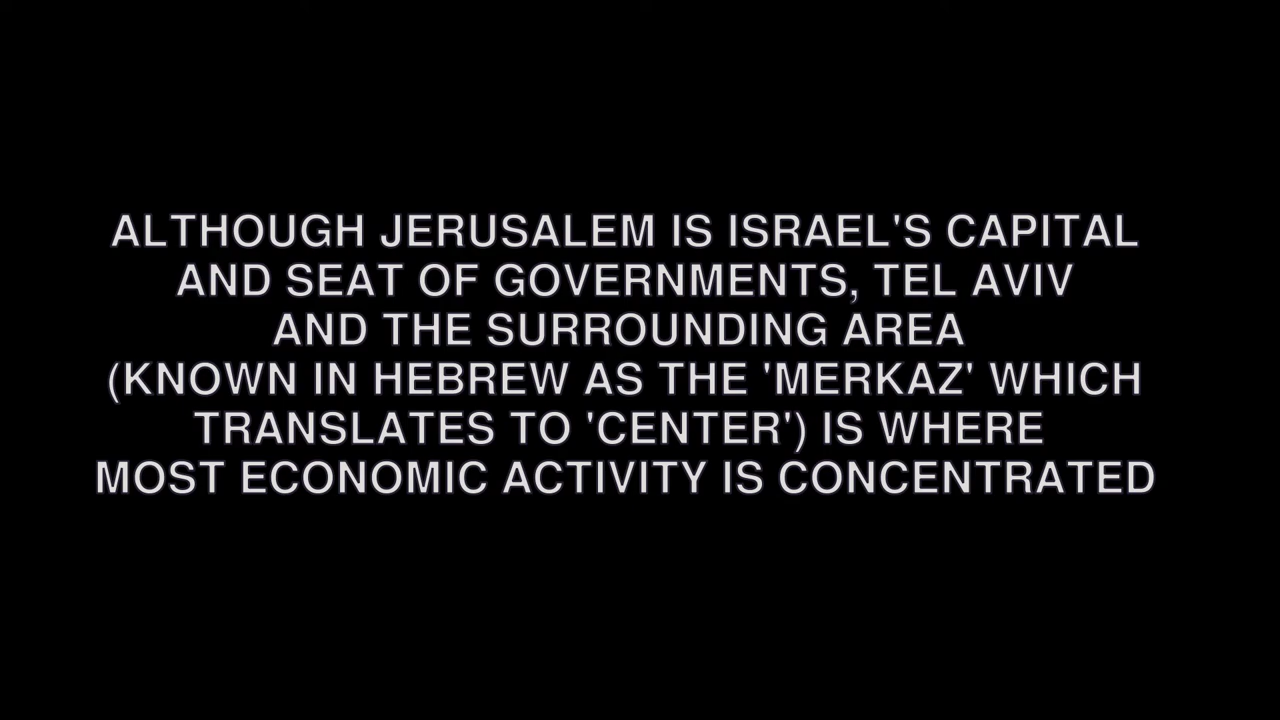 ALTHOUGH JERUSALEM IS ISRAEL'S CAPITAL
AND SEAT OF GOVERNMENTS, TEL AVIV
AND THE SURROUNDING AREA
(KNOWN IN HEBREW AS THE 'MERKAZ' WHICH
TRANSLATES TO 'CENTER') IS WHERE
MOST ECONOMIC ACTIVITY IS CONCENTRATED